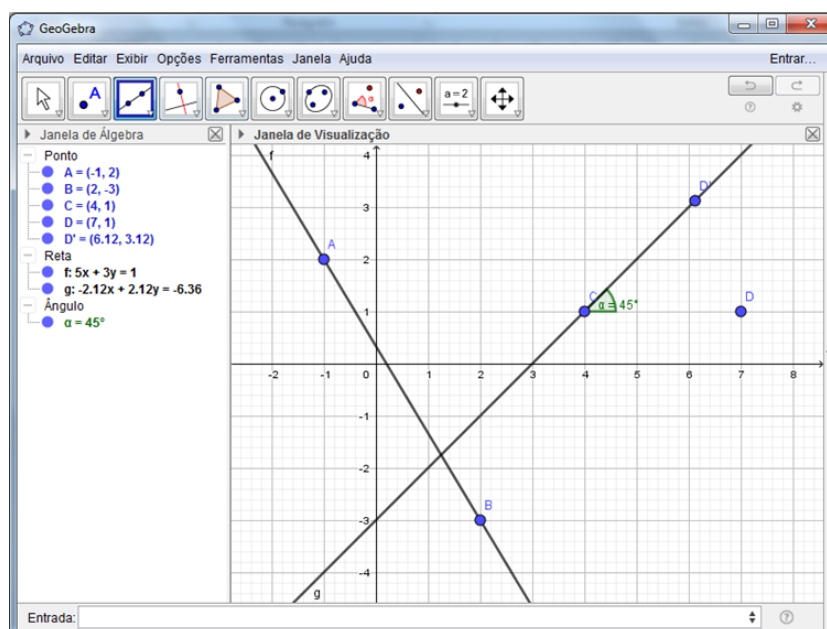 GeoGebra
Arquivo Editar Exibir Opções Ferramentas Janela Ajuda Entrar...
A α a = 2
Janela de Álgebra
Ponto
A = (-1, 2)
B = (2, -3)
C = (4, 1)
D = (7, 1)
D' = (6.12, 3.12)
Reta
f: 5x + 3y = 1
g: -2.12x + 2.12y = -6.36
Ângulo
α = 45°
Janela de Visualização
f
4
D'
3
A
2
C α = 45° D
1
-2 -1 0 1 2 3 4 5 6 7 8
-1
-2
B
-3
-4
g
Entrada: